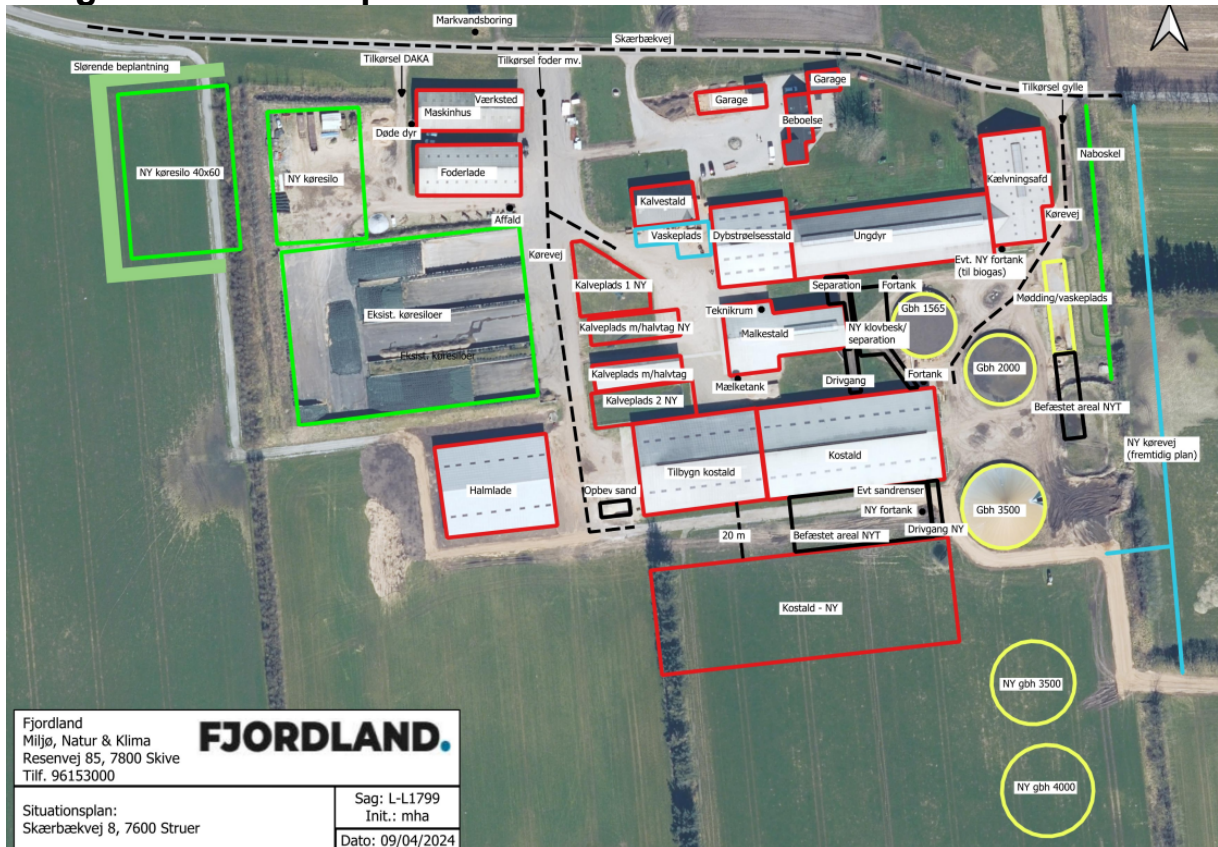 Markvandsboring
Skærbækvej
Tilkørsel DAKA
Tilkørsel foder mv.
Slørende beplantning
Garage
Garage
Tilkørsel gylle
Værksted
Maskinhus
Døde dyr
Beboelse
Naboskel
NY køresilo 40x60
NY køresilo
Foderlade
Kælvningsafd
Kalvestald
Affald
Kørevej
Vaskeplads
Dybstrøelsesstald
Ungdyr
Kørevej
Evt. NY fortank
(til biogas)
Kalveplads 1 NY
Separation
Fortank
Mødding/vaskeplads
Eksist. køresiloer
Teknikrum
Gbh 1565
Kalveplads m/halvtag NY
Malkestald
NY klovbesk/
separation
Eksist. køresiloer
Gbh 2000
Kalveplads m/halvtag
Mælketank
Drivgang
Fortank
Kalveplads 2 NY
Befæstet areal NYT
NY kørevej
(fremtidig plan)
Kostald
Tilbygn kostald
Halmlade
Opbev sand
Evt sandrenser
NY fortank
Gbh 3500
Drivgang NY
20 m
Befæstet areal NYT
Kostald - NY
NY gbh 3500
NY gbh 4000
Fjordland
Miljø, Natur & Klima
Resenvej 85, 7800 Skive
Tilf. 96153000
FJORDLAND.
Situationsplan:
Skærbækvej 8, 7600 Struer
Sag: L-L1799
Init.: mha
Dato: 09/04/2024